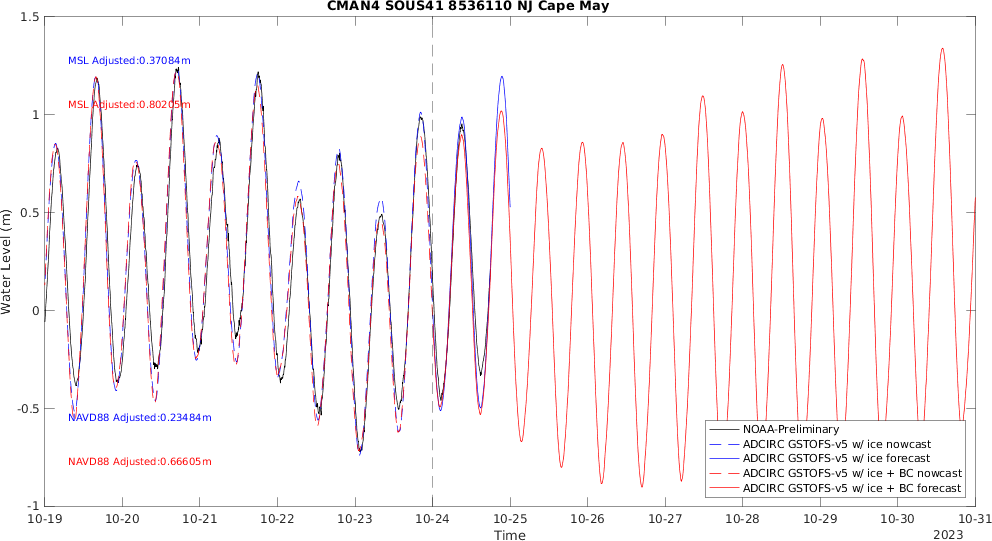 CMAN4 SOUS41 8536110 NJ Cape May
1.5
1
0.5
0
-0.5
-1
Water Level (m)
MSL Adjusted:0.37084m
MSL Adjusted:0.80205m
NAVD88 Adjusted:0.23484m
NAVD88 Adjusted:0.66605m
NOAA-Preliminary
ADCIRC GSTOFS-v5 w/ ice nowcast
ADCIRC GSTOFS-v5 w/ ice forecast
ADCIRC GSTOFS-v5 w/ ice + BC nowcast
ADCIRC GSTOFS-v5 w/ ice + BC forecast
10-19 10-20 10-21 10-22 10-23 10-24 10-25 10-26 10-27 10-28 10-29 10-30 10-31
Time
2023